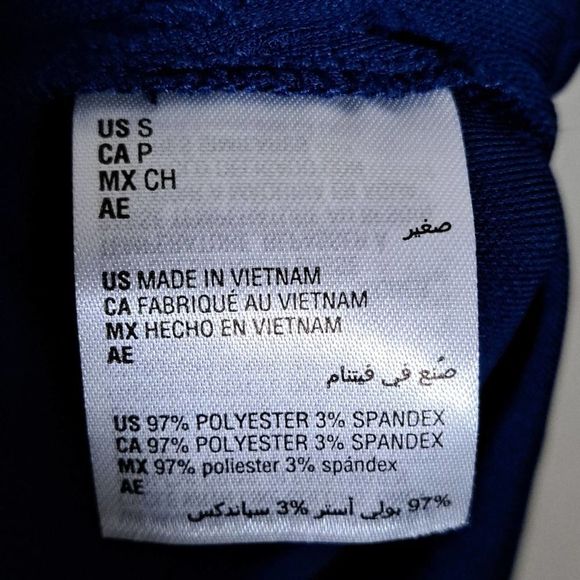 US S
CA P
MX CH
AE
صغير
US MADE IN VIETNAM
CA FABRIQUÉ AU VIETNAM
MX HECHO EN VIETNAM
AE
صُنع في فيتنام
US 97% POLYESTER 3% SPANDEX
CA 97% POLYESTER 3% SPANDEX
MX 97% poliester 3% spándex
AE
97% بولي أستر 3% سباندكس